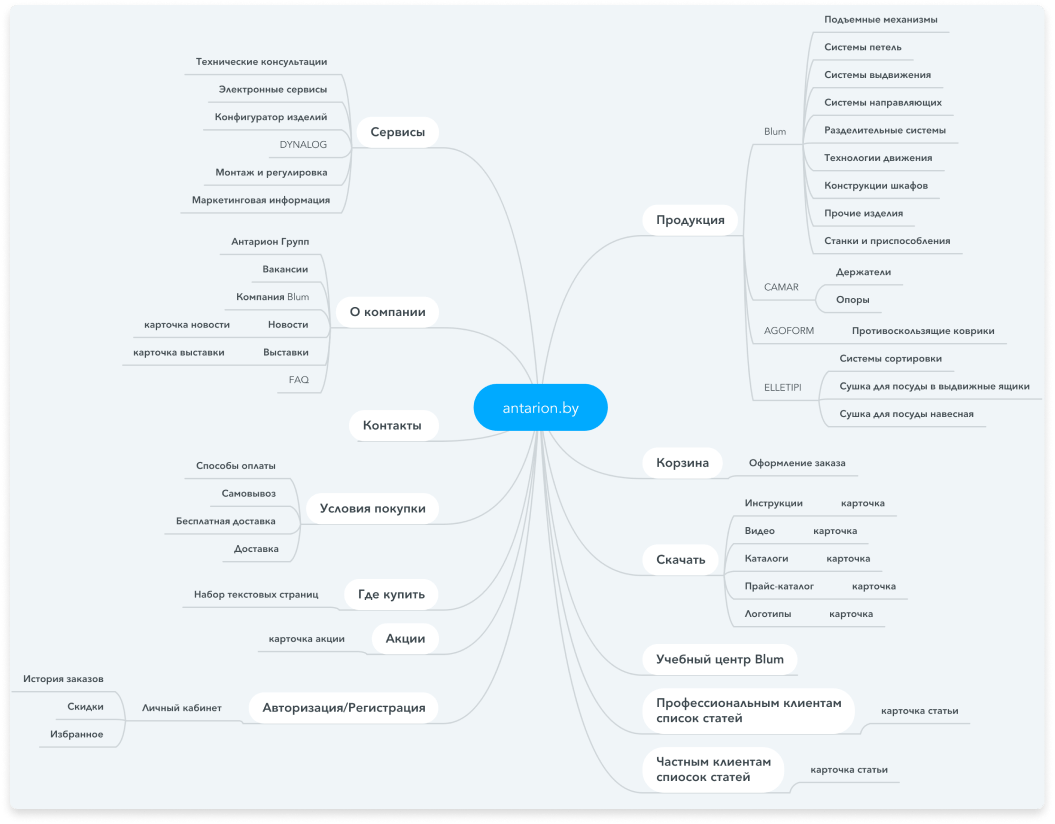 antarion.by
Сервисы
Технические консультации
Электронные сервисы
Конфигуратор изделий
DYNALOG
Монтаж и регулировка
Маркетинговая информация
О компании
Антарион Групп
Вакансии
Компания Blum
Новости
карточка новости
Выставки
карточка выставки
FAQ
Контакты
Условия покупки
Способы оплаты
Самовывоз
Бесплатная доставка
Доставка
Где купить
Набор текстовых страниц
Акции
карточка акции
Авторизация/Регистрация
Личный кабинет
История заказов
Скидки
Избранное
Продукция
Blum
Подъемные механизмы
Системы петель
Системы выдвижения
Системы направляющих
Разделительные системы
Технологии движения
Конструкции шкафов
Прочие изделия
Станки и приспособления
CAMAR
Держатели
Опоры
AGOFORM
Противоскользящие коврики
ELLETIPI
Системы сортировки
Сушка для посуды в выдвижные ящики
Сушка для посуды навесная
Корзина
Оформление заказа
Скачать
Инструкции
карточка
Видео
карточка
Каталоги
карточка
Прайс-каталог
карточка
Логотипы
карточка
Учебный центр Blum
Профессиональным клиентам
список статей
карточка статьи
Частным клиентам
спиосок статей
карточка статьи